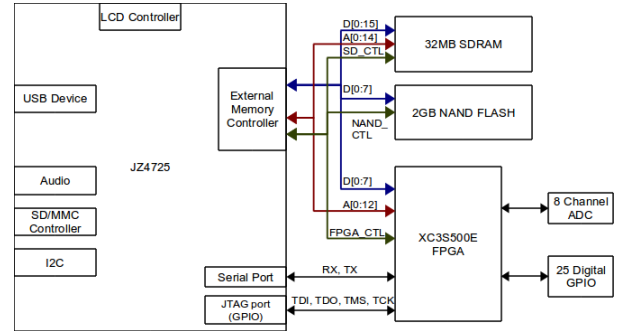 LCD Controller
D[0:15]
A[0:14]
SD_CTL
32MB SDRAM
USB Device
External
Memory
Controller
D[0:7]
2GB NAND FLASH
NAND_
CTL
JZ4725
Audio
D[0:7]
A[0:12]
FPGA_CTL
XC3S500E
FPGA
8 Channel
ADC
SD/MMC
Controller
I2C
Serial Port
RX, TX
25 Digital
GPIO
JTAG port
(GPIO)
TDI, TDO, TMS, TCK